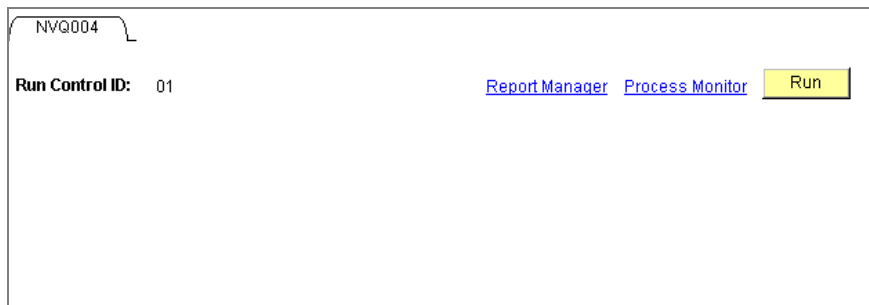 NVQ004
Run Control ID: 01 Report Manager Process Monitor Run